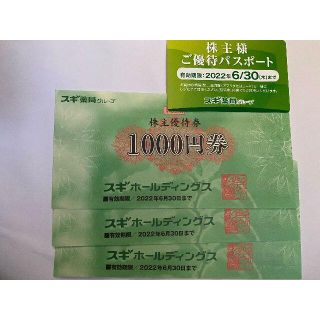 株主様
ご優待パスポート
有効期限：2022年6/30(木)まで
スギ薬局グループ
スギ薬局グループ
株主優待券
1000円券
スギホールディングス
■有効期限／2022年6月30日まで
スギホールディングス
■有効期限／2022年6月30日まで
スギホールディングス
■有効期限／2022年6月30日まで